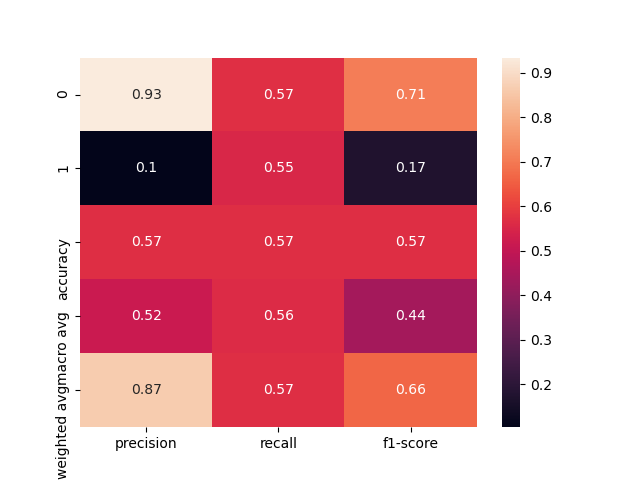 0 0.93 0.57 0.71
1 0.1 0.55 0.17
accuracy 0.57 0.57 0.57
macro avg 0.52 0.56 0.44
weighted avg 0.87 0.57 0.66
precision recall f1-score
0.9
0.8
0.7
0.6
0.5
0.4
0.3
0.2